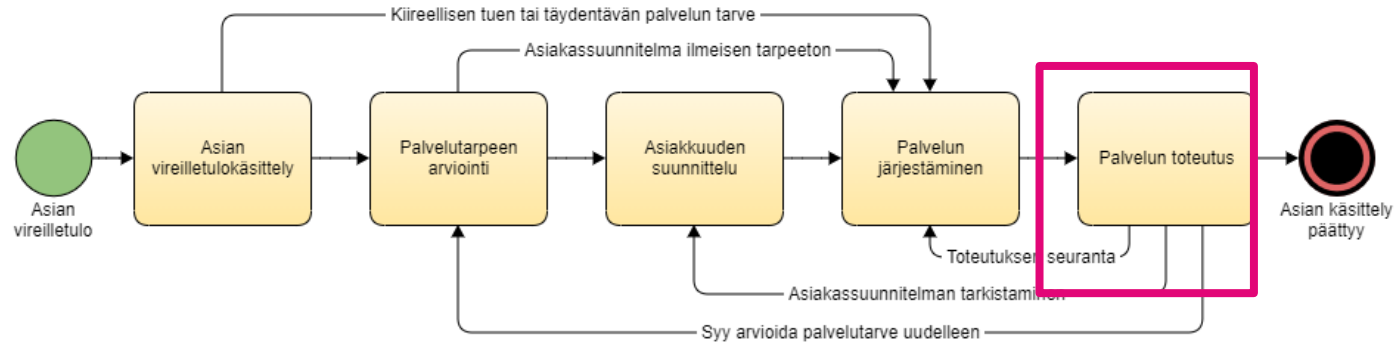 Kiireellisen tuen tai täydentävän palvelun tarve
Asiakassuunnitelma ilmeisen tarpeeton
Asian
vireilletulo
Asian
vireilletulokäsittely
Palvelutarpeen
arviointi
Asiakkuuden
suunnittelu
Palvelun
järjestäminen
Palvelun toteutus
Asian käsittely
päättyy
Toteutuksen seuranta
Asiakassuunnitelman tarkistaminen
Syy arvioida palvelutarve uudelleen